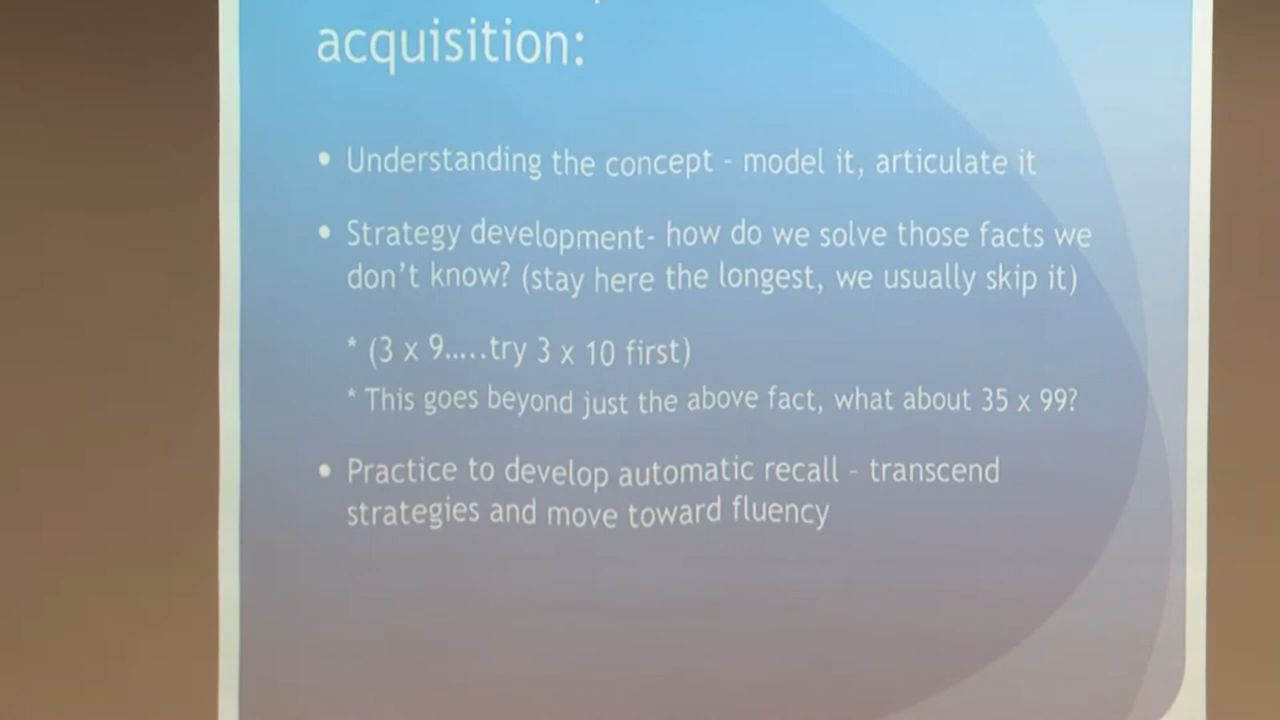 acquisition:
• Understanding the concept - model it, articulate it
• Strategy development- how do we solve those facts we
don't know? (stay here the longest, we usually skip it)
* (3 x 9.....try 3 x 10 first)
* This goes beyond just the above fact, what about 35 x 99?
• Practice to develop automatic recall - transcend
strategies and move toward fluency